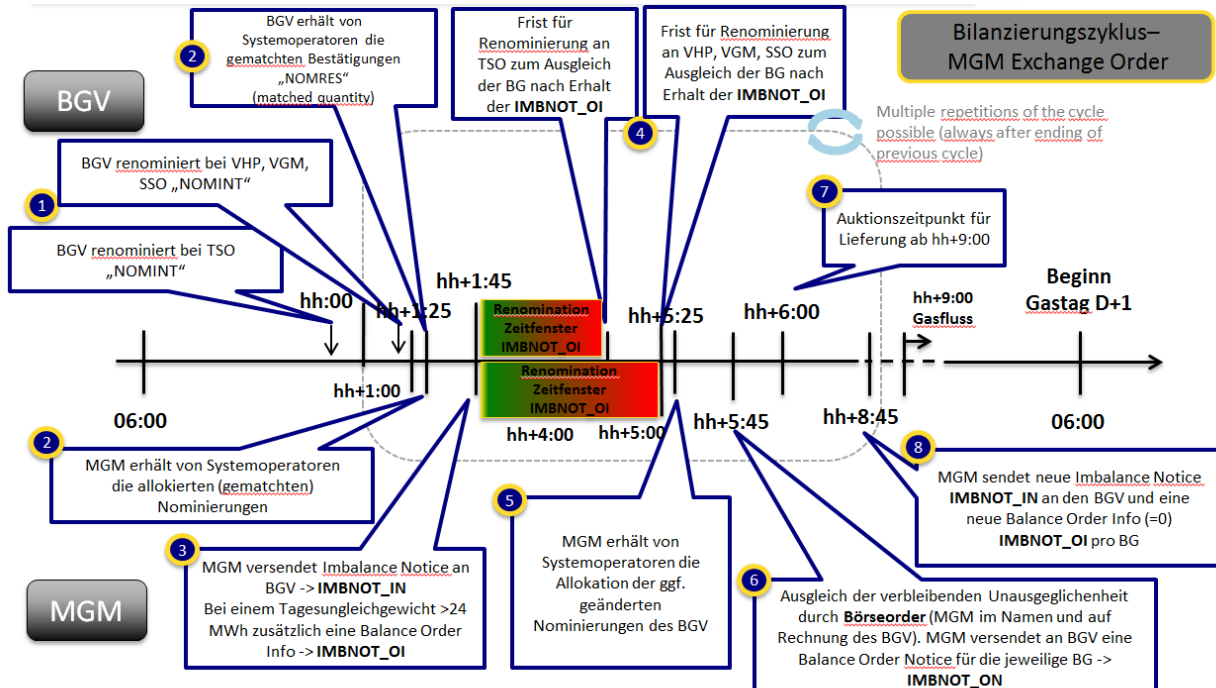 Bilanzierungszyklus–
MGM Exchange Order
BGV
MGM
2
BGV erhält von
Systemoperatoren die
gematchten Bestätigungen
„NOMRES“
(matched quantity)
Frist für
Renominierung an
TSO zum Ausgleich
der BG nach Erhalt
der IMBNOT_OI
4
Frist für Renominierung
an VHP, VGM, SSO zum
Ausgleich der BG nach
Erhalt der IMBNOT_OI
Multiple repetitions of the cycle
possible (always after ending of
previous cycle)
BGV renominiert bei VHP, VGM,
SSO „NOMINT“
1
BGV renominiert bei TSO
„NOMINT“
7
Auktionszeitpunkt für
Lieferung ab hh+9:00
hh:00
hh+1:25
hh+1:45
Renomination
Zeitfenster
IMBNOT_OI
Renomination
Zeitfenster
IMBNOT_OI
hh+5:25
hh+6:00
hh+9:00
Gasfluss
Beginn
Gastag D+1
06:00
hh+1:00
hh+4:00
hh+5:00
hh+5:45
hh+8:45
06:00
2
MGM erhält von Systemoperatoren
die allokierten (gematchten)
Nominierungen
3
MGM versendet Imbalance Notice an
BGV -> IMBNOT_IN
Bei einem Tagesungleichgewicht >24
MWh zusätzlich eine Balance Order
Info -> IMBNOT_OI
5
MGM erhält von
Systemoperatoren die
Allokation der ggf.
geänderten
Nominierungen des BGV
6
Ausgleich der verbleibenden Unausgeglichenheit
durch Börseorder (MGM im Namen und auf
Rechnung des BGV). MGM versendet an BGV eine
Balance Order Notice für die jeweilige BG ->
IMBNOT_ON
8
MGM sendet neue Imbalance Notice
IMBNOT_IN an den BGV und eine
neue Balance Order Info (=0)
IMBNOT_OI pro BG